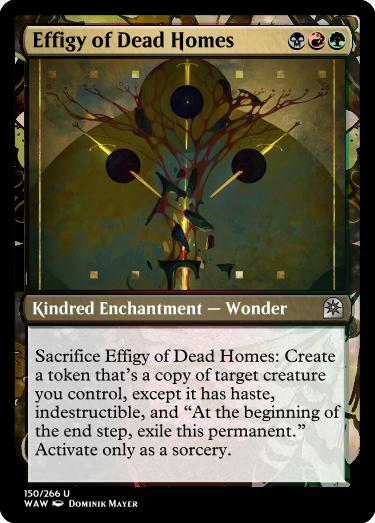 Effigy of Dead Homes
Kindred Enchantment — Wonder
Sacrifice Effigy of Dead Homes: Create
a token that's a copy of target creature
you control, except it has haste,
indestructible, and “At the beginning of
the end step, exile this permanent.”
Activate only as a sorcery.
150/266 U
WAW Dominik Mayer